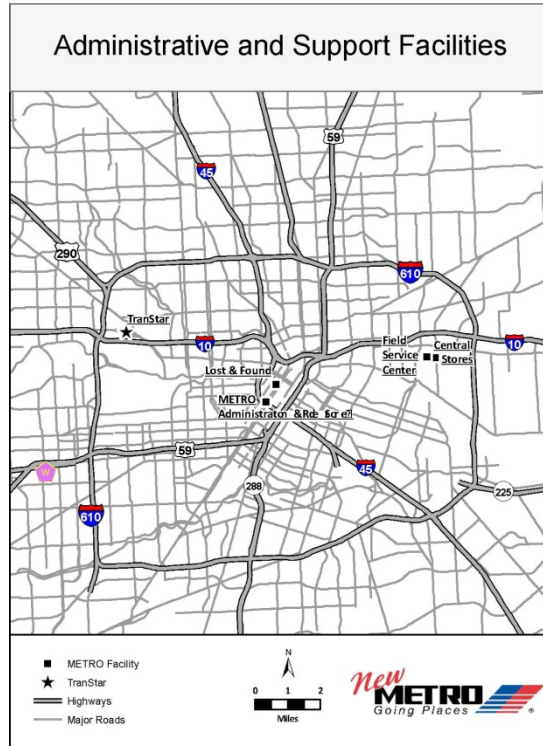 Administrative and Support Facilities
59
45
290
610
TranStar
10
Field
Service
Center
Central
Stores
10
Lost & Found
METRO
W
59
45
288
225
610
METRO Facility
TranStar
Highways
Major Roads
N
0 1 2
Miles
New
METRO
Going Places
®